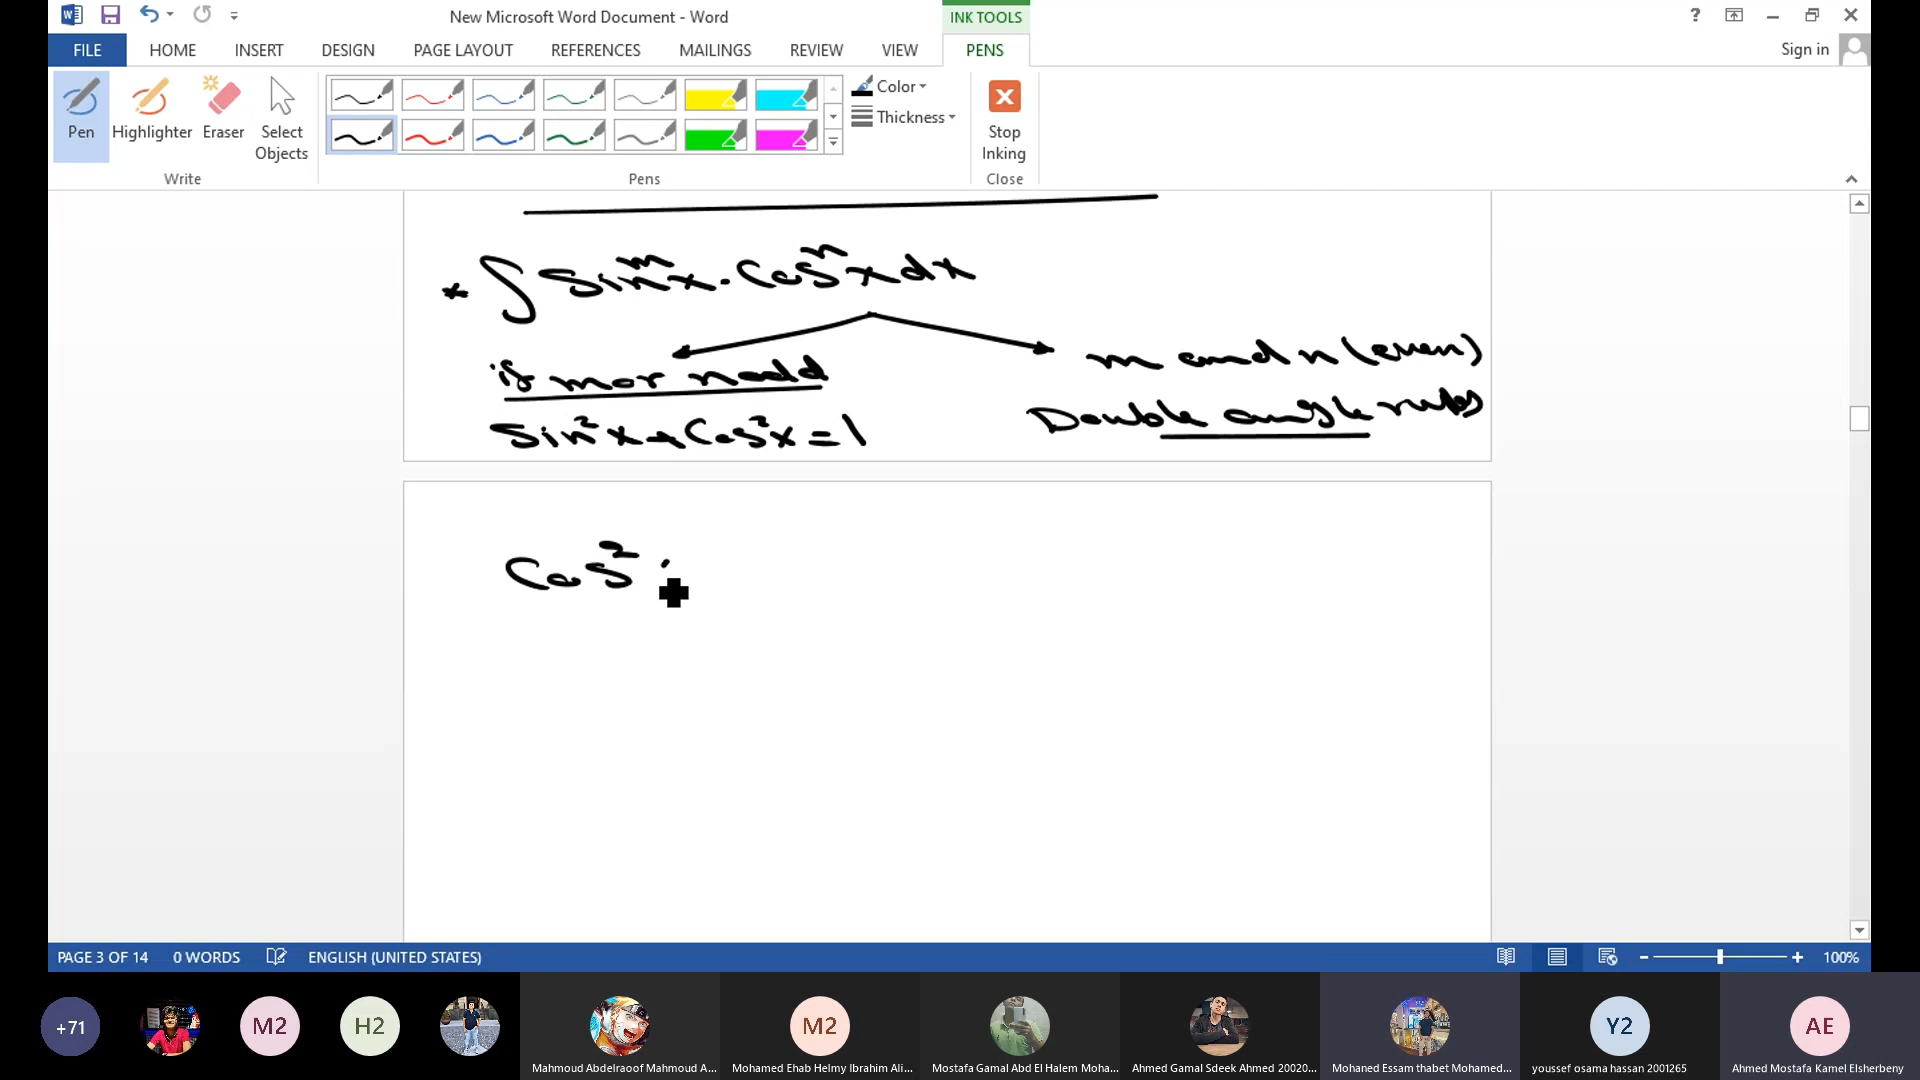 New Microsoft Word Document - Word
INK TOOLS
FILE HOME INSERT DESIGN PAGE LAYOUT REFERENCES MAILINGS REVIEW VIEW PENS
Sign in
Pen Highlighter Eraser Select Objects
Color
Thickness
Stop Inking
Write Pens Close
* ∫ Sin^m x . Cos^n x dx
if m or n odd
m and n (even)
Sin² x + Cos² x = 1
Double angle rules
Cos²
PAGE 3 OF 14 0 WORDS ENGLISH (UNITED STATES) 100%
+71 M2 H2 M2 Y2 AE
Mahmoud Abdelraoof Mahmoud A... Mohamed Ehab Helmy Ibrahim Ali... Mostafa Gamal Abd El Halem Moha... Ahmed Gamal Sdeek Ahmed 20020... Mohaned Essam thabet Mohamed... youssef osama hassan 2001265 Ahmed Mostafa Kamel Elsherbeny